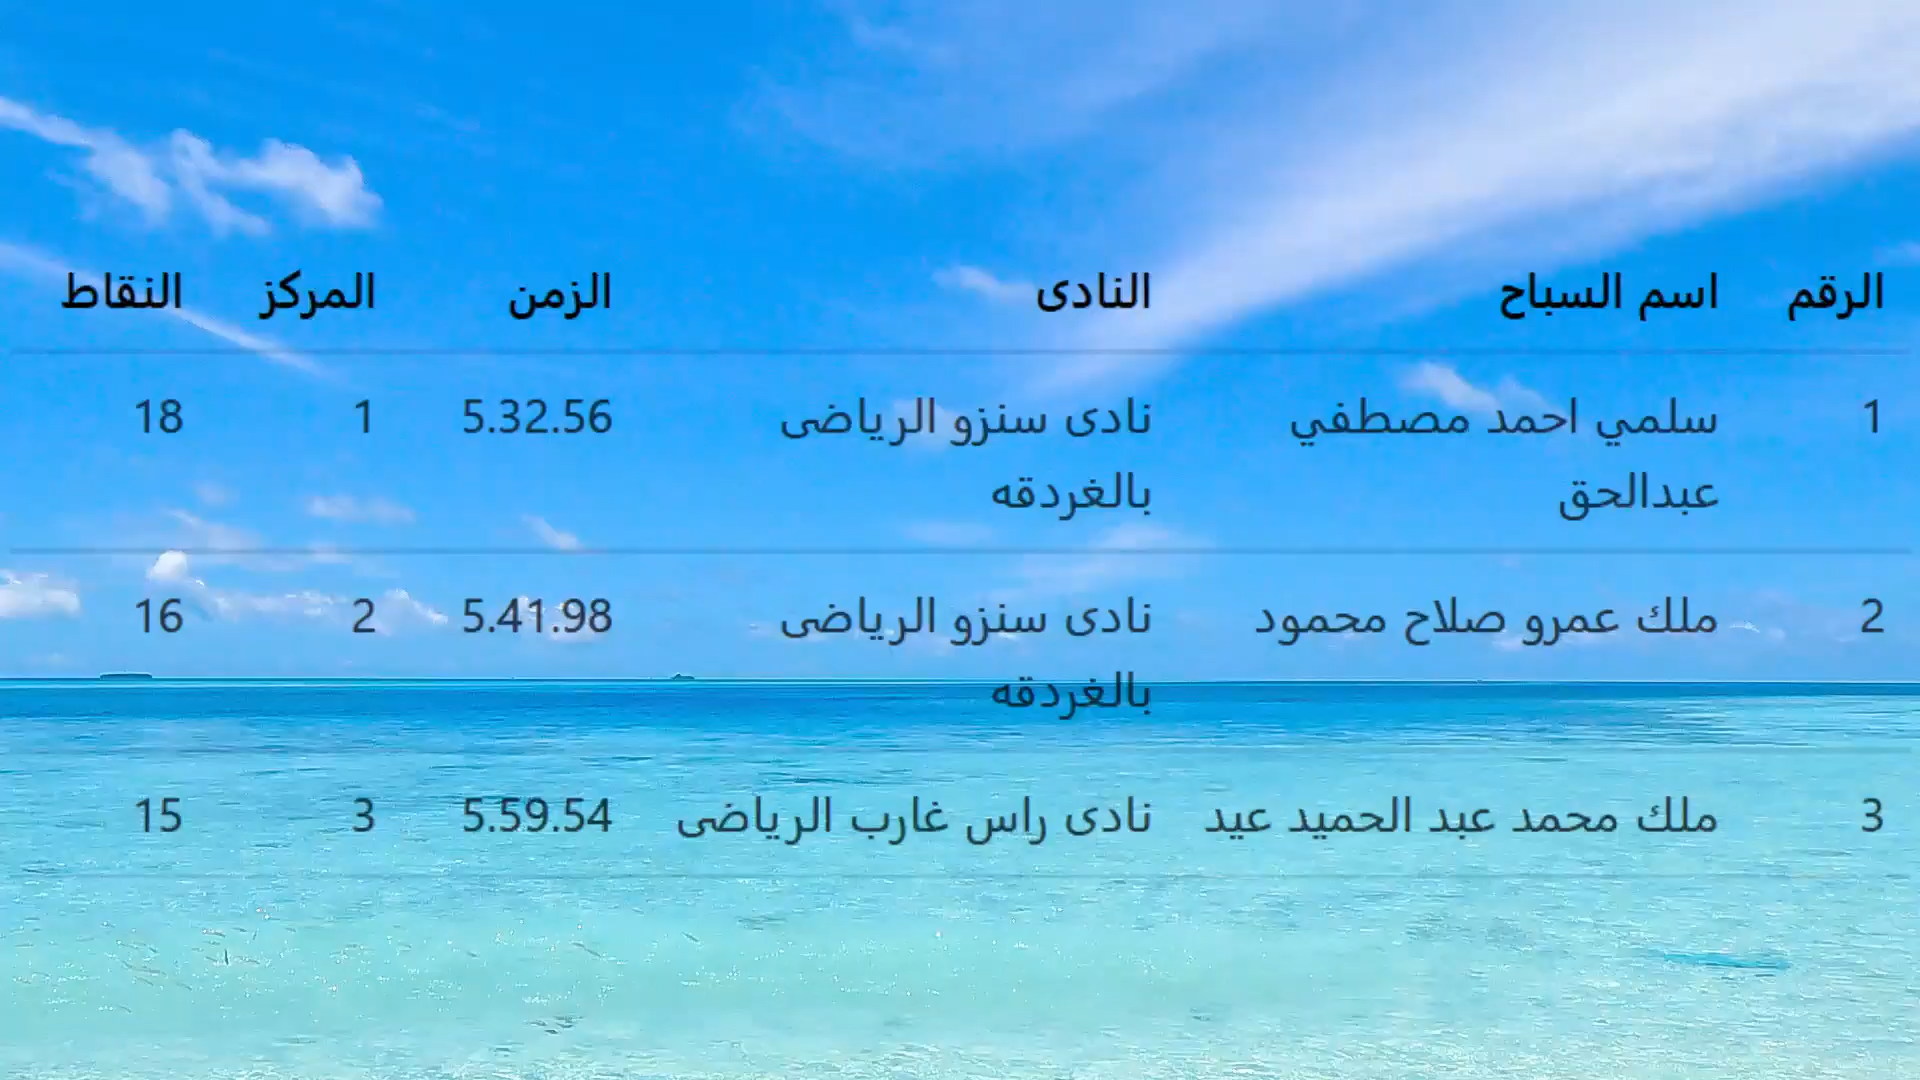 الرقم اسم السباح النادى الزمن المركز النقاط
1 سلمي احمد مصطفي نادى سنزو الرياضى 5.32.56 1 18
عبدالحق بالغردقه
2 ملك عمرو صلاح محمود نادى سنزو الرياضى 5.41.98 2 16
بالغردقه
3 ملك محمد عبد الحميد عيد نادى راس غارب الرياضى 5.59.54 3 15